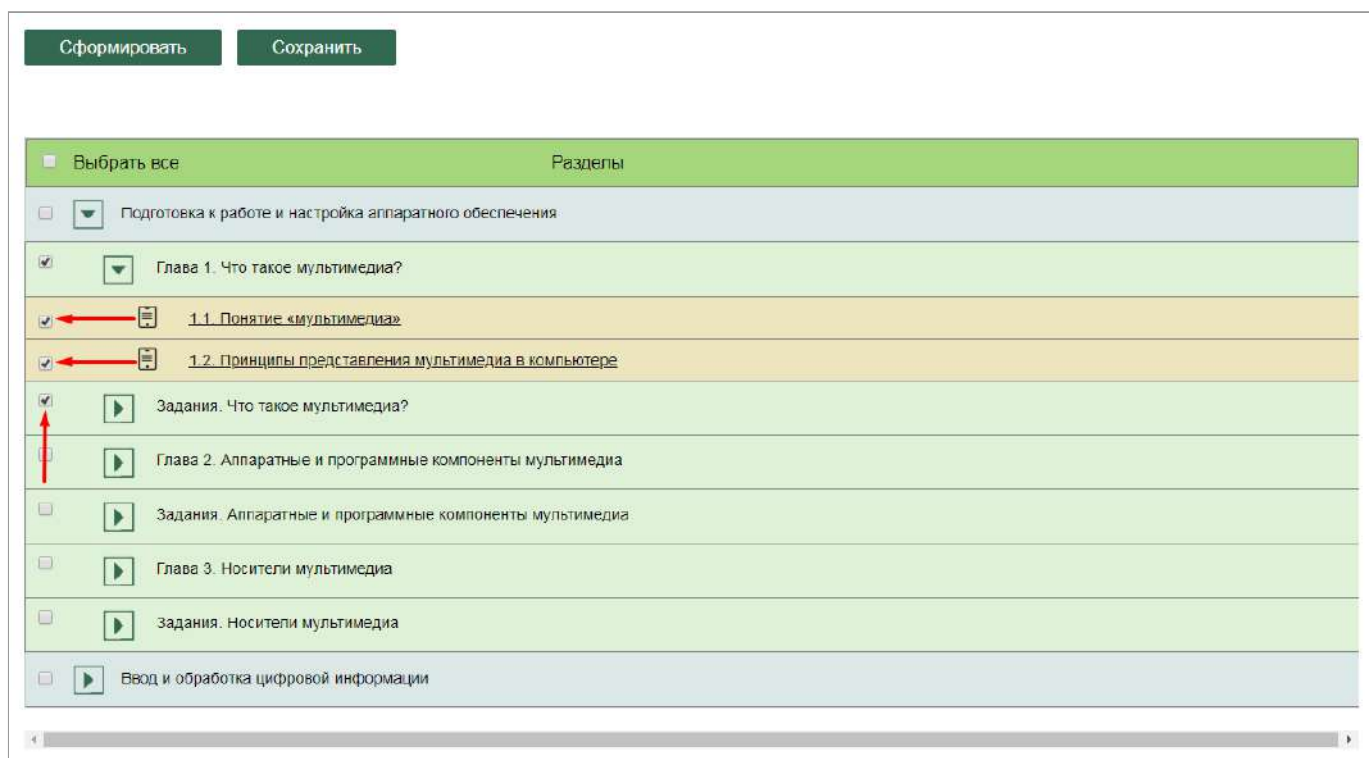 Сформировать Сохранить
Выбрать все Разделы
Подготовка к работе и настройка аппаратного обеспечения
Глава 1. Что такое мультимедиа?
1.1. Понятие «мультимедиа»
1.2. Принципы представления мультимедиа в компьютере
Задания. Что такое мультимедиа?
Глава 2. Аппаратные и программные компоненты мультимедиа
Задания. Аппаратные и программные компоненты мультимедиа
Глава 3. Носители мультимедиа
Задания. Носители мультимедиа
Ввод и обработка цифровой информации